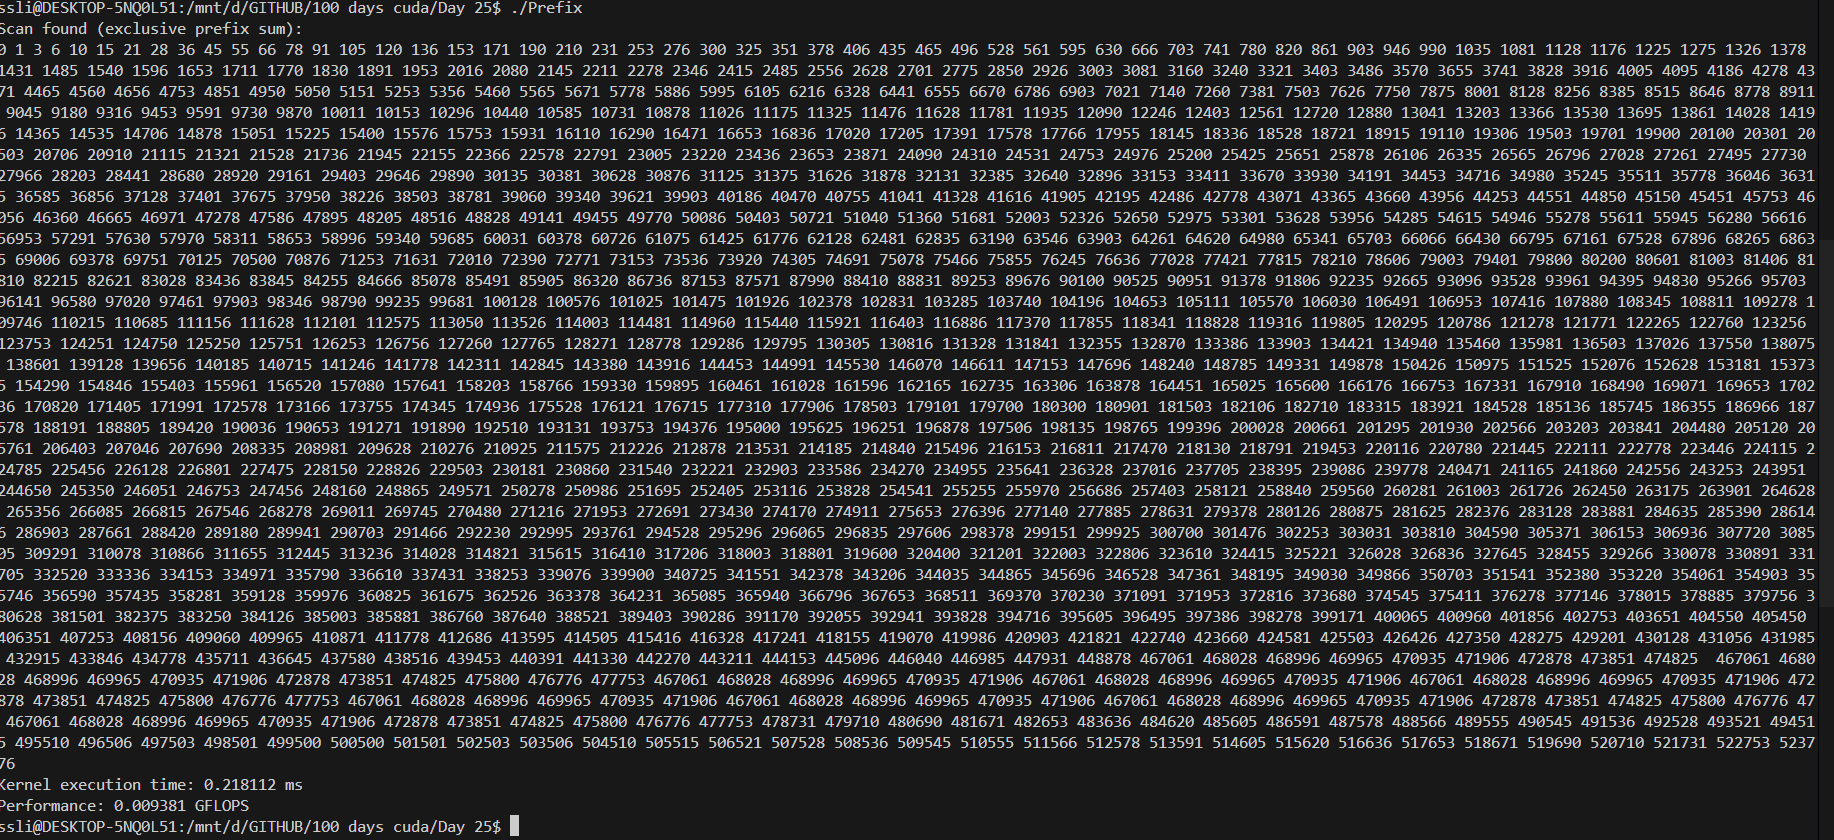 ssli@DESKTOP-5NQ0L51:/mnt/d/GITHUB/100 days cuda/Day 25$ ./Prefix
Scan found (exclusive prefix sum):
0 1 3 6 10 15 21 28 36 45 55 66 78 91 105 120 136 153 171 190 210 231 253 276 300 325 351 378 406 435 465 496 528 561 595 630 666 703 741 780 820 861 903 946 990 1035 1081 1128 1176 1225 1275 1326 1378
1431 1485 1540 1596 1653 1711 1770 1830 1891 1953 2016 2080 2145 2211 2278 2346 2415 2485 2556 2628 2701 2775 2850 2926 3003 3081 3160 3240 3321 3403 3486 3570 3655 3741 3828 3916 4005 4095 4186 4278 43
71 4465 4560 4656 4753 4851 4950 5050 5151 5253 5356 5460 5565 5671 5778 5886 5995 6105 6216 6328 6441 6555 6670 6786 6903 7021 7140 7260 7381 7503 7626 7750 7875 8001 8128 8256 8385 8515 8646 8778 8911
9045 9180 9316 9453 9591 9730 9870 10011 10153 10296 10440 10585 10731 10878 11026 11175 11325 11476 11628 11781 11935 12090 12246 12403 12561 12720 12880 13041 13203 13366 13530 13695 13861 14028 1419
6 14365 14535 14706 14878 15051 15225 15400 15576 15753 15931 16110 16290 16471 16653 16836 17020 17205 17391 17578 17766 17955 18145 18336 18528 18721 18915 19110 19306 19503 19701 19900 20100 20301 20
503 20706 20910 21115 21321 21528 21736 21945 22155 22366 22578 22791 23005 23220 23436 23653 23871 24090 24310 24531 24753 24976 25200 25425 25651 25878 26106 26335 26565 26796 27028 27261 27495 27730
27966 28203 28441 28680 28920 29161 29403 29646 29890 30135 30381 30628 30876 31125 31375 31626 31878 32131 32385 32640 32896 33153 33411 33670 33930 34191 34453 34716 34980 35245 35511 35778 36046 3631
5 36585 36856 37128 37401 37675 37950 38226 38503 38781 39060 39340 39621 39903 40186 40470 40755 41041 41328 41616 41905 42195 42486 42778 43071 43365 43660 43956 44253 44551 44850 45150 45451 45753 46
056 46360 46665 46971 47278 47586 47895 48205 48516 48828 49141 49455 49770 50086 50403 50721 51040 51360 51681 52003 52326 52650 52975 53301 53628 53956 54285 54615 54946 55278 55611 55945 56280 56616
56953 57291 57630 57970 58311 58653 58996 59340 59685 60031 60378 60726 61075 61425 61776 62128 62481 62835 63190 63546 63903 64261 64620 64980 65341 65703 66066 66430 66795 67161 67528 67896 68265 6863
5 69006 69378 69751 70125 70500 70876 71253 71631 72010 72390 72771 73153 73536 73920 74305 74691 75078 75466 75855 76245 76636 77028 77421 77815 78210 78606 79003 79401 79800 80200 80601 81003 81406 81
810 82215 82621 83028 83436 83845 84255 84666 85078 85491 85905 86320 86736 87153 87571 87990 88410 88831 89253 89676 90100 90525 90951 91378 91806 92235 92665 93096 93528 93961 94395 94830 95266 95703
96141 96580 97020 97461 97903 98346 98790 99235 99681 100128 100576 101025 101475 101926 102378 102831 103285 103740 104196 104653 105111 105570 106030 106491 106953 107416 107880 108345 108811 109278 1
09746 110215 110685 111156 111628 112101 112575 113050 113526 114003 114481 114960 115440 115921 116403 116886 117370 117855 118341 118828 119316 119805 120295 120786 121278 121771 122265 122760 123256
123753 124251 124750 125250 125751 126253 126756 127260 127765 128271 128778 129286 129795 130305 130816 131328 131841 132355 132870 133386 133903 134421 134940 135460 135981 136503 137026 137550 138075
138601 139128 139656 140185 140715 141246 141778 142311 142845 143380 143916 144453 144991 145530 146070 146611 147153 147696 148240 148785 149331 149878 150426 150975 151525 152076 152628 153181 15373
5 154290 154846 155403 155961 156520 157080 157641 158203 158766 159330 159895 160461 161028 161596 162165 162735 163306 163878 164451 165025 165600 166176 166753 167331 167910 168490 169071 169653 1702
36 170820 171405 171991 172578 173166 173755 174345 174936 175528 176121 176715 177310 177906 178503 179101 179700 180300 180901 181503 182106 182710 183315 183921 184528 185136 185745 186355 186966 187
578 188191 188805 189420 190036 190653 191271 191890 192510 193131 193753 194376 195000 195625 196251 196878 197506 198135 198765 199396 200028 200661 201295 201930 202566 203203 203841 204480 205120 20
5761 206403 207046 207690 208335 208981 209628 210276 210925 211575 212226 212878 213531 214185 214840 215496 216153 216811 217470 218130 218791 219453 220116 220780 221445 222111 222778 223446 224115 2
24785 225456 226128 226801 227475 228150 228826 229503 230181 230860 231540 232221 232903 233586 234270 234955 235641 236328 237016 237705 238395 239086 239778 240471 241165 241860 242556 243253 243951
244650 245350 246051 246753 247456 248160 248865 249571 250278 250986 251695 252405 253116 253828 254541 255255 255970 256686 257403 258121 258840 259560 260281 261003 261726 262450 263175 263901 264628
265356 266085 266815 267546 268278 269011 269745 270480 271216 271953 272691 273430 274170 274911 275653 276396 277140 277885 278631 279378 280126 280875 281625 282376 283128 283881 284635 285390 28614
6 286903 287661 288420 289180 289941 290703 291466 292230 292995 293761 294528 295296 296065 296835 297606 298378 299151 299925 300700 301476 302253 303031 303810 304590 305371 306153 306936 307720 3085
05 309291 310078 310866 311655 312445 313236 314028 314821 315615 316410 317206 318003 318801 319600 320400 321201 322003 322806 323610 324415 325221 326028 326836 327645 328455 329266 330078 330891 331
705 332520 333336 334153 334971 335790 336610 337431 338253 339076 339900 340725 341551 342378 343206 344035 344865 345696 346528 347361 348195 349030 349866 350703 351541 352380 353220 354061 354903 35
5746 356590 357435 358281 359128 359976 360825 361675 362526 363378 364231 365085 365940 366796 367653 368511 369370 370230 371091 371953 372816 373680 374545 375411 376278 377146 378015 378885 379756 3
80628 381501 382375 383250 384126 385003 385881 386760 387640 388521 389403 390286 391170 392055 392941 393828 394716 395605 396495 397386 398278 399171 400065 400960 401856 402753 403651 404550 405450
406351 407253 408156 409060 409965 410871 411778 412686 413595 414505 415416 416328 417241 418155 419070 419986 420903 421821 422740 423660 424581 425503 426426 427350 428275 429201 430128 431056 431985
432915 433846 434778 435711 436645 437580 438516 439453 440391 441330 442270 443211 444153 445096 446040 446985 447931 448878 467061 468028 468996 469965 470935 471906 472878 473851 474825  467061 4680
28 468996 469965 470935 471906 472878 473851 474825 475800 476776 477753 467061 468028 468996 469965 470935 471906 467061 468028 468996 469965 470935 471906 467061 468028 468996 469965 470935 471906 472
878 473851 474825 475800 476776 477753 467061 468028 468996 469965 470935 471906 467061 468028 468996 469965 470935 471906 467061 468028 468996 469965 470935 471906 472878 473851 474825 475800 476776 47
467061 468028 468996 469965 470935 471906 472878 473851 474825 475800 476776 477753 478731 479710 480690 481671 482653 483636 484620 485605 486591 487578 488566 489555 490545 491536 492528 493521 49451
5 495510 496506 497503 498501 499500 500500 501501 502503 503506 504510 505515 506521 507528 508536 509545 510555 511566 512578 513591 514605 515620 516636 517653 518671 519690 520710 521731 522753 5237
76
Kernel execution time: 0.218112 ms
Performance: 0.009381 GFLOPS
ssli@DESKTOP-5NQ0L51:/mnt/d/GITHUB/100 days cuda/Day 25$